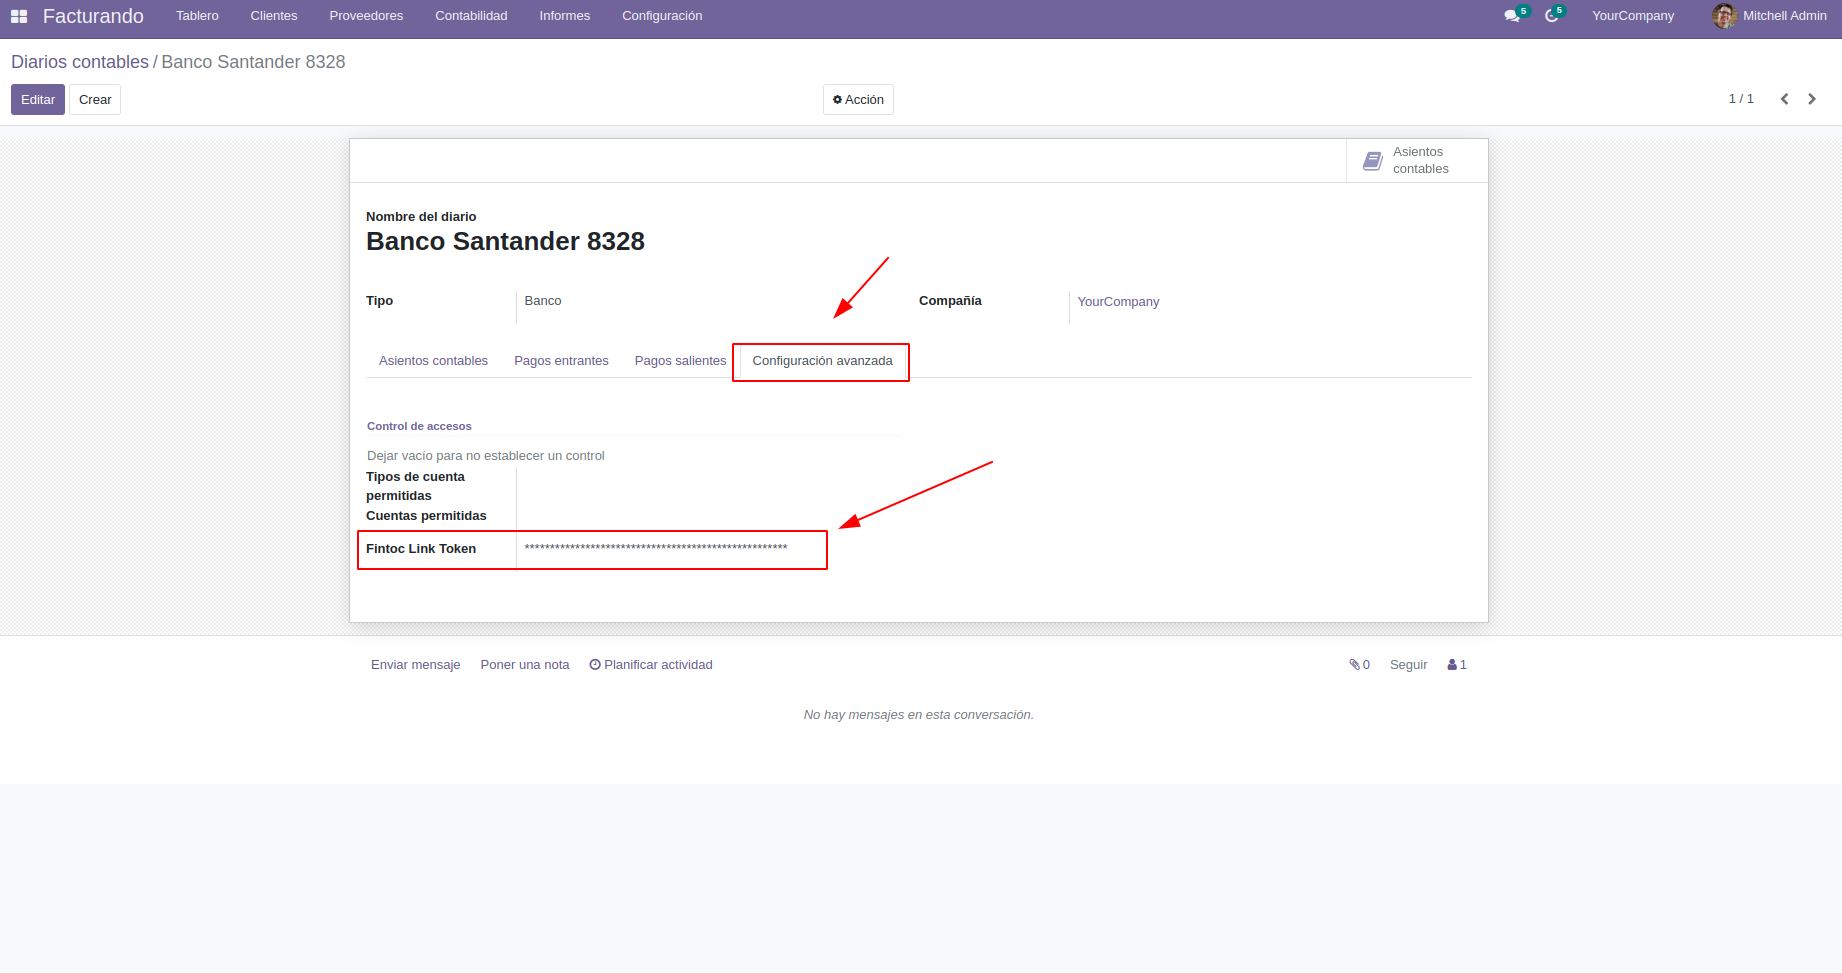 Facturando Tablero Clientes Proveedores Contabilidad Informes Configuración 5 5 YourCompany Mitchell Admin
Diarios contables / Banco Santander 8328
Editar Crear Acción 1 / 1
Asientos
contables
Nombre del diario
Banco Santander 8328
Tipo Banco Compañía YourCompany
Asientos contables Pagos entrantes Pagos salientes Configuración avanzada
Control de accesos
Dejar vacío para no establecer un control
Tipos de cuenta
permitidas
Cuentas permitidas
Fintoc Link Token ****************************************************
Enviar mensaje Poner una nota Planificar actividad 0 Seguir 1
No hay mensajes en esta conversación.